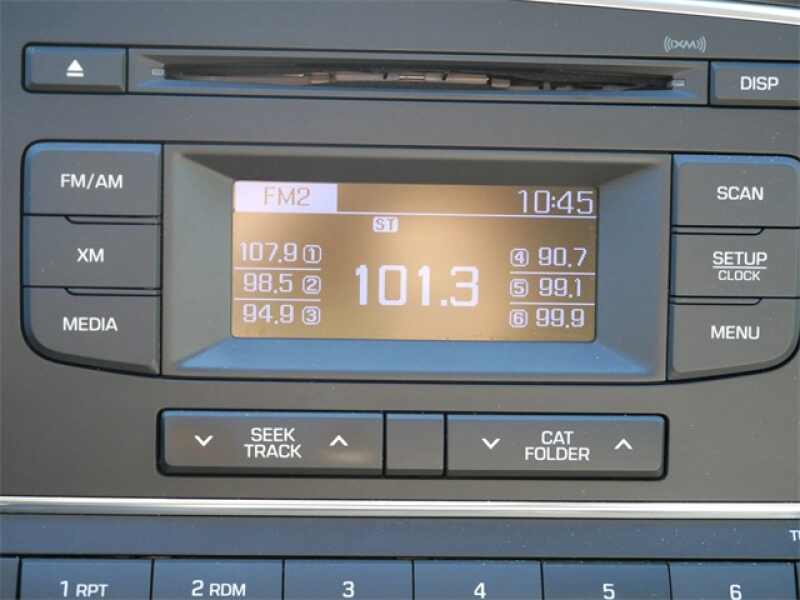 XM
DISP
FM/AM
XM
MEDIA
FM2 10:45
ST
107.9 1
98.5 2
94.9 3
101.3
4 90.7
5 99.1
6 99.9
SCAN
SETUP
CLOCK
MENU
SEEK
TRACK
CAT
FOLDER
1 RPT
2 RDM
3
4
5
6